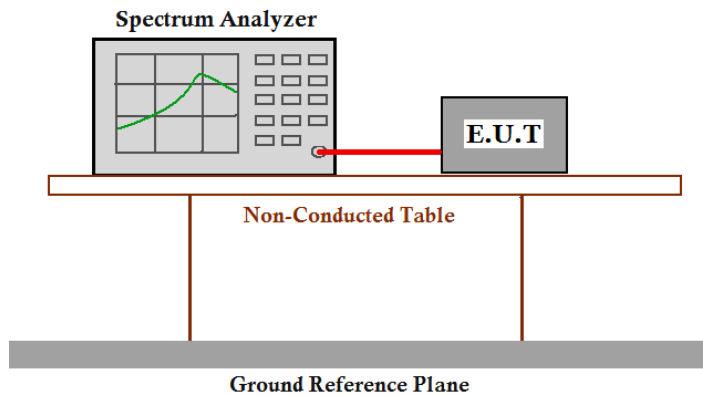 Spectrum Analyzer
E.U.T
Non-Conducted Table
Ground Reference Plane